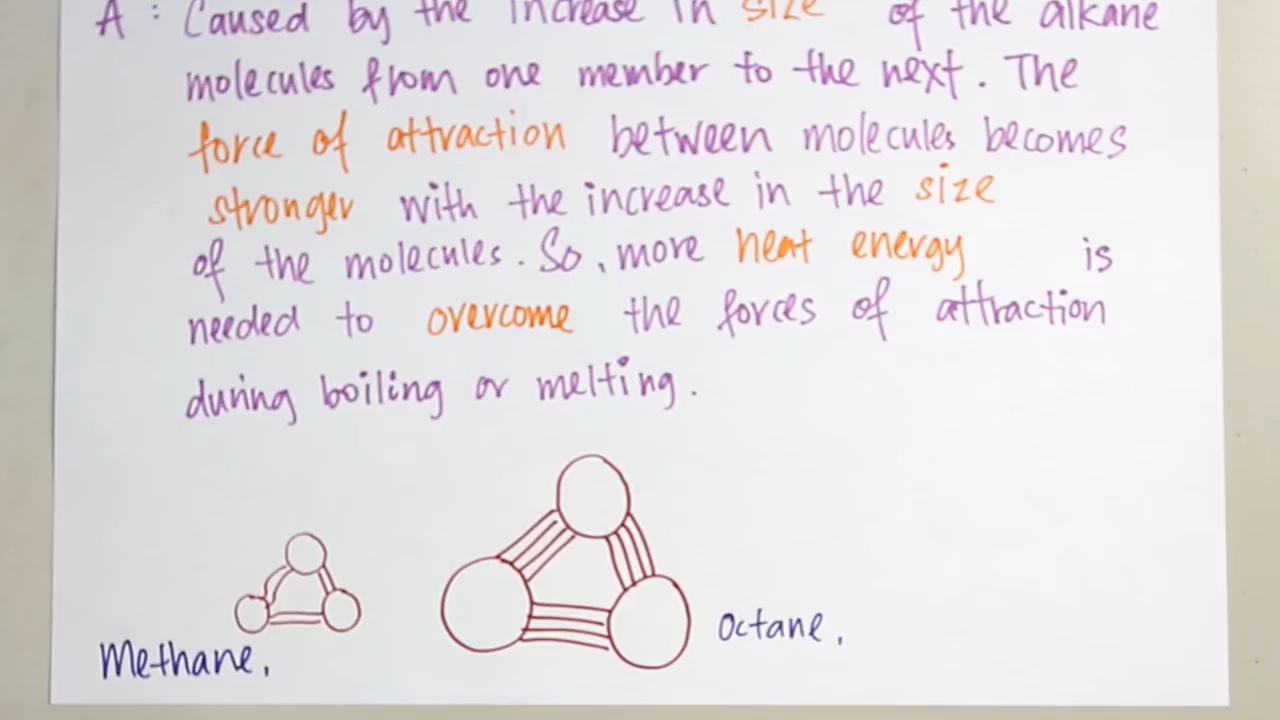 A : Caused by the increase in size of the alkane
molecules from one member to the next. The
force of attraction between molecules becomes
stronger with the increase in the size
of the molecules. So, more heat energy is
needed to overcome the forces of attraction
during boiling or melting.
Octane,
Methane,